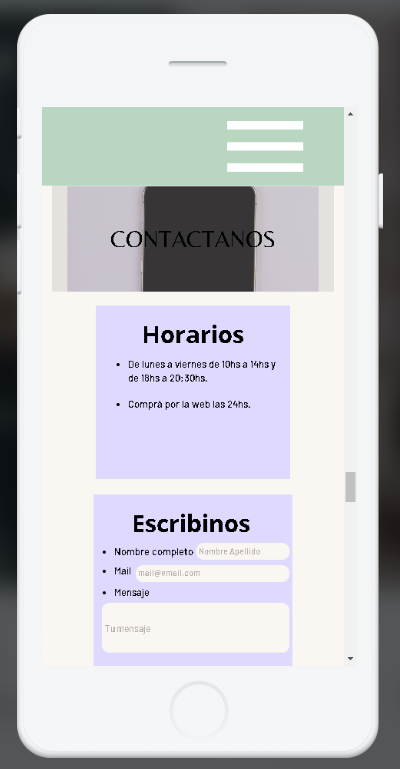 CONTACTANOS
Horarios
De lunes a viernes de 10hs a 14hs y
de 18hs a 20:30hs.
Comprá por la web las 24hs.
Escribinos
Nombre completo Nombre Apellido
Mail mail@email.com
Mensaje
Tu mensaje